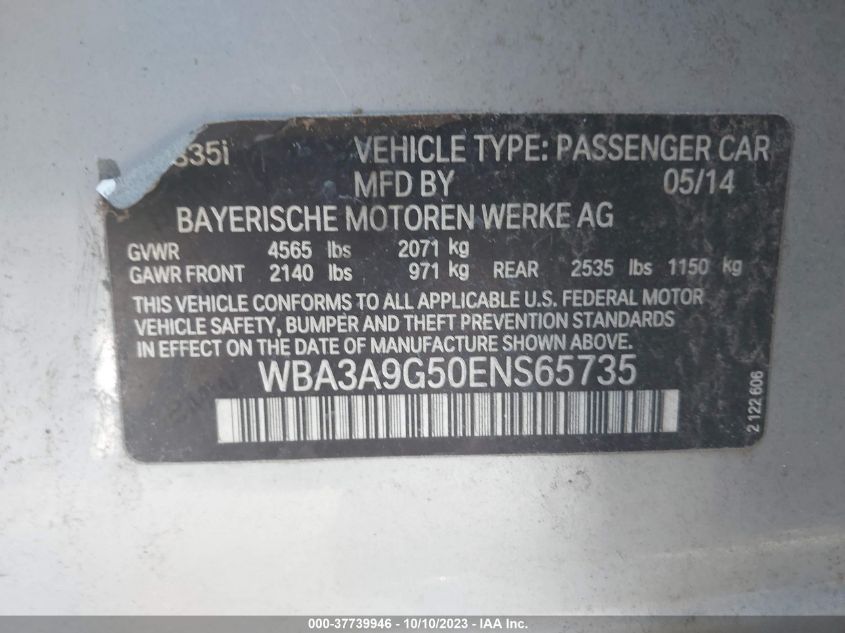 335i VEHICLE TYPE: PASSENGER CAR
MFD BY 05/14
BAYERISCHE MOTOREN WERKE AG
GVWR 4565 lbs 2071 kg
GAWR FRONT 2140 lbs 971 kg REAR 2535 lbs 1150 kg
THIS VEHICLE CONFORMS TO ALL APPLICABLE U.S. FEDERAL MOTOR
VEHICLE SAFETY, BUMPER AND THEFT PREVENTION STANDARDS
IN EFFECT ON THE DATE OF MANUFACTURE SHOWN ABOVE.
WBA3A9G50ENS65735
2 122 606
000-37739946 - 10/10/2023 - IAA Inc.